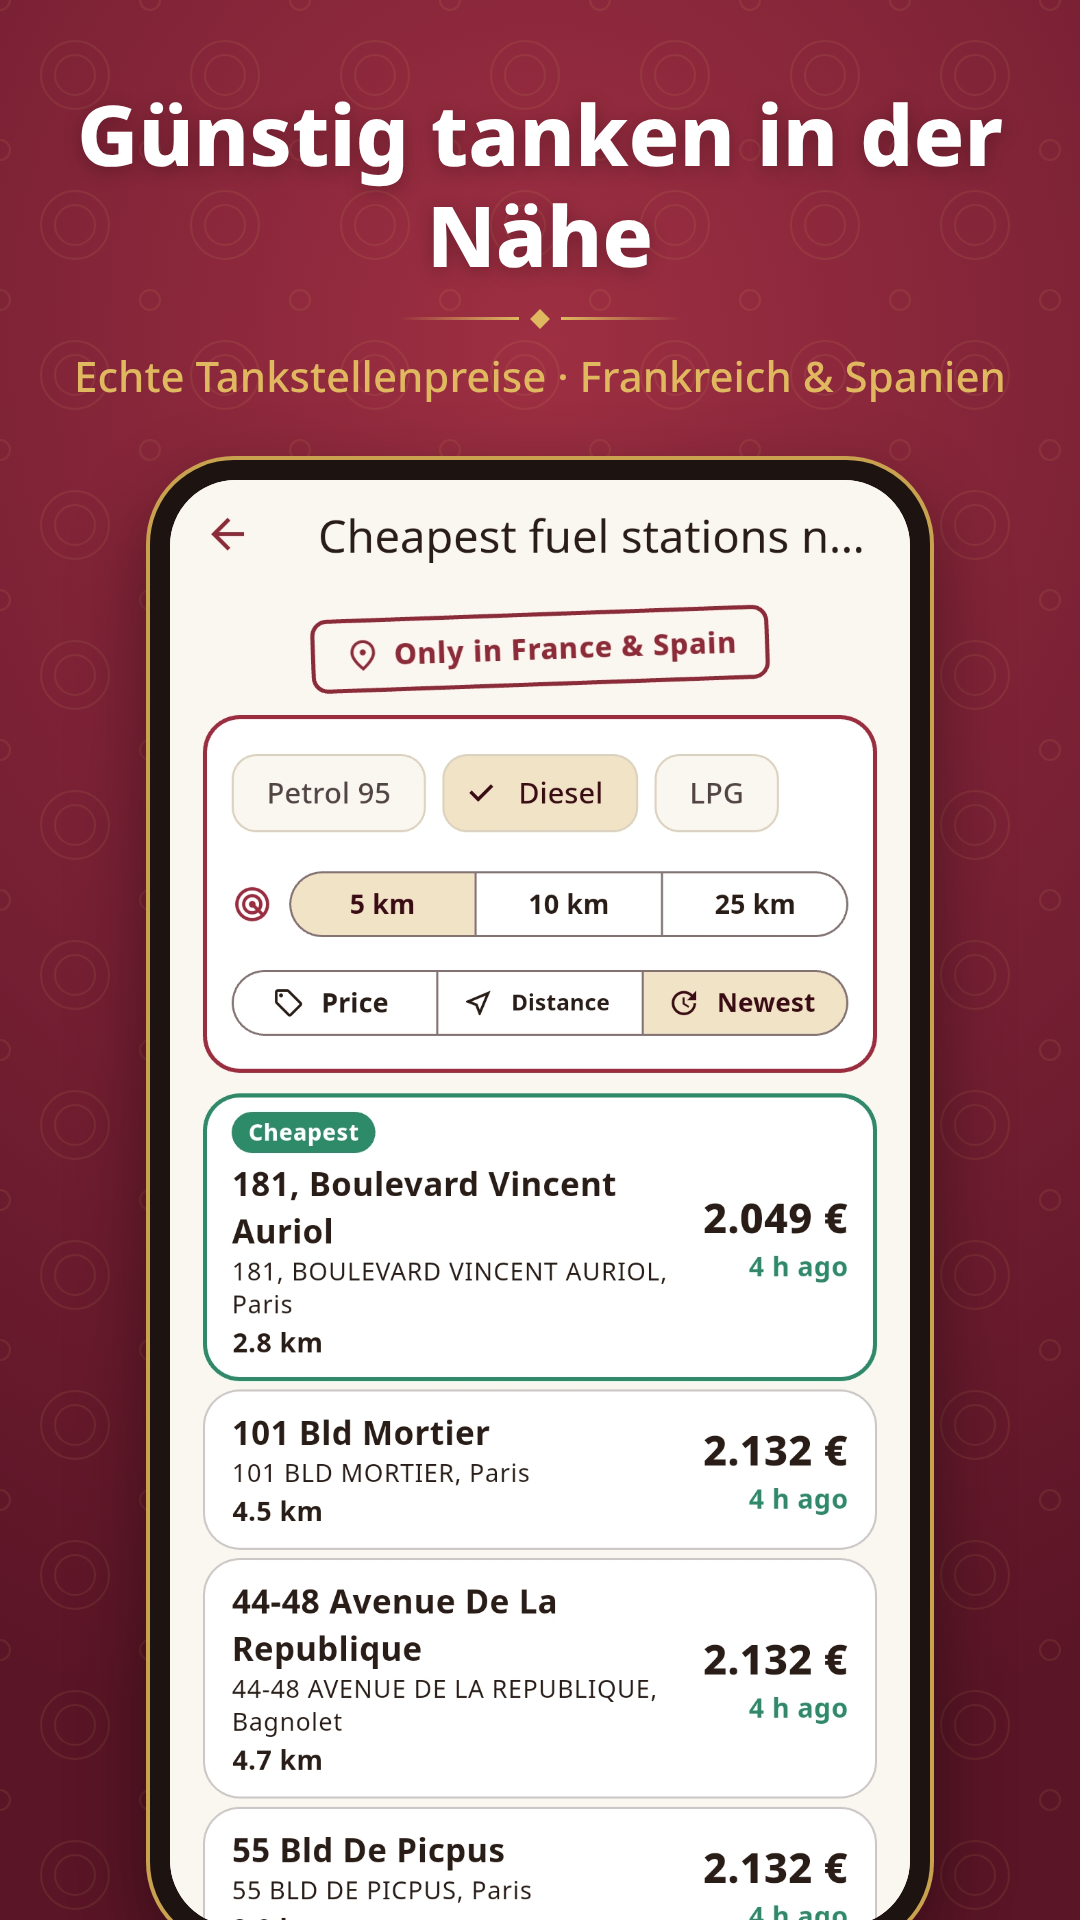 Günstig tanken in der
Nähe
Echte Tankstellenpreise · Frankreich & Spanien
Cheapest fuel stations n...
Only in France & Spain
Petrol 95
Diesel
LPG
5 km
10 km
25 km
Price
Distance
Newest
Cheapest
181, Boulevard Vincent
Auriol
181, BOULEVARD VINCENT AURIOL,
Paris
2.8 km
2.049 €
4 h ago
101 Bld Mortier
101 BLD MORTIER, Paris
4.5 km
2.132 €
4 h ago
44-48 Avenue De La
Republique
44-48 AVENUE DE LA REPUBLIQUE,
Bagnolet
4.7 km
2.132 €
4 h ago
55 Bld De Picpus
55 BLD DE PICPUS, Paris
2.132 €
4 h ago